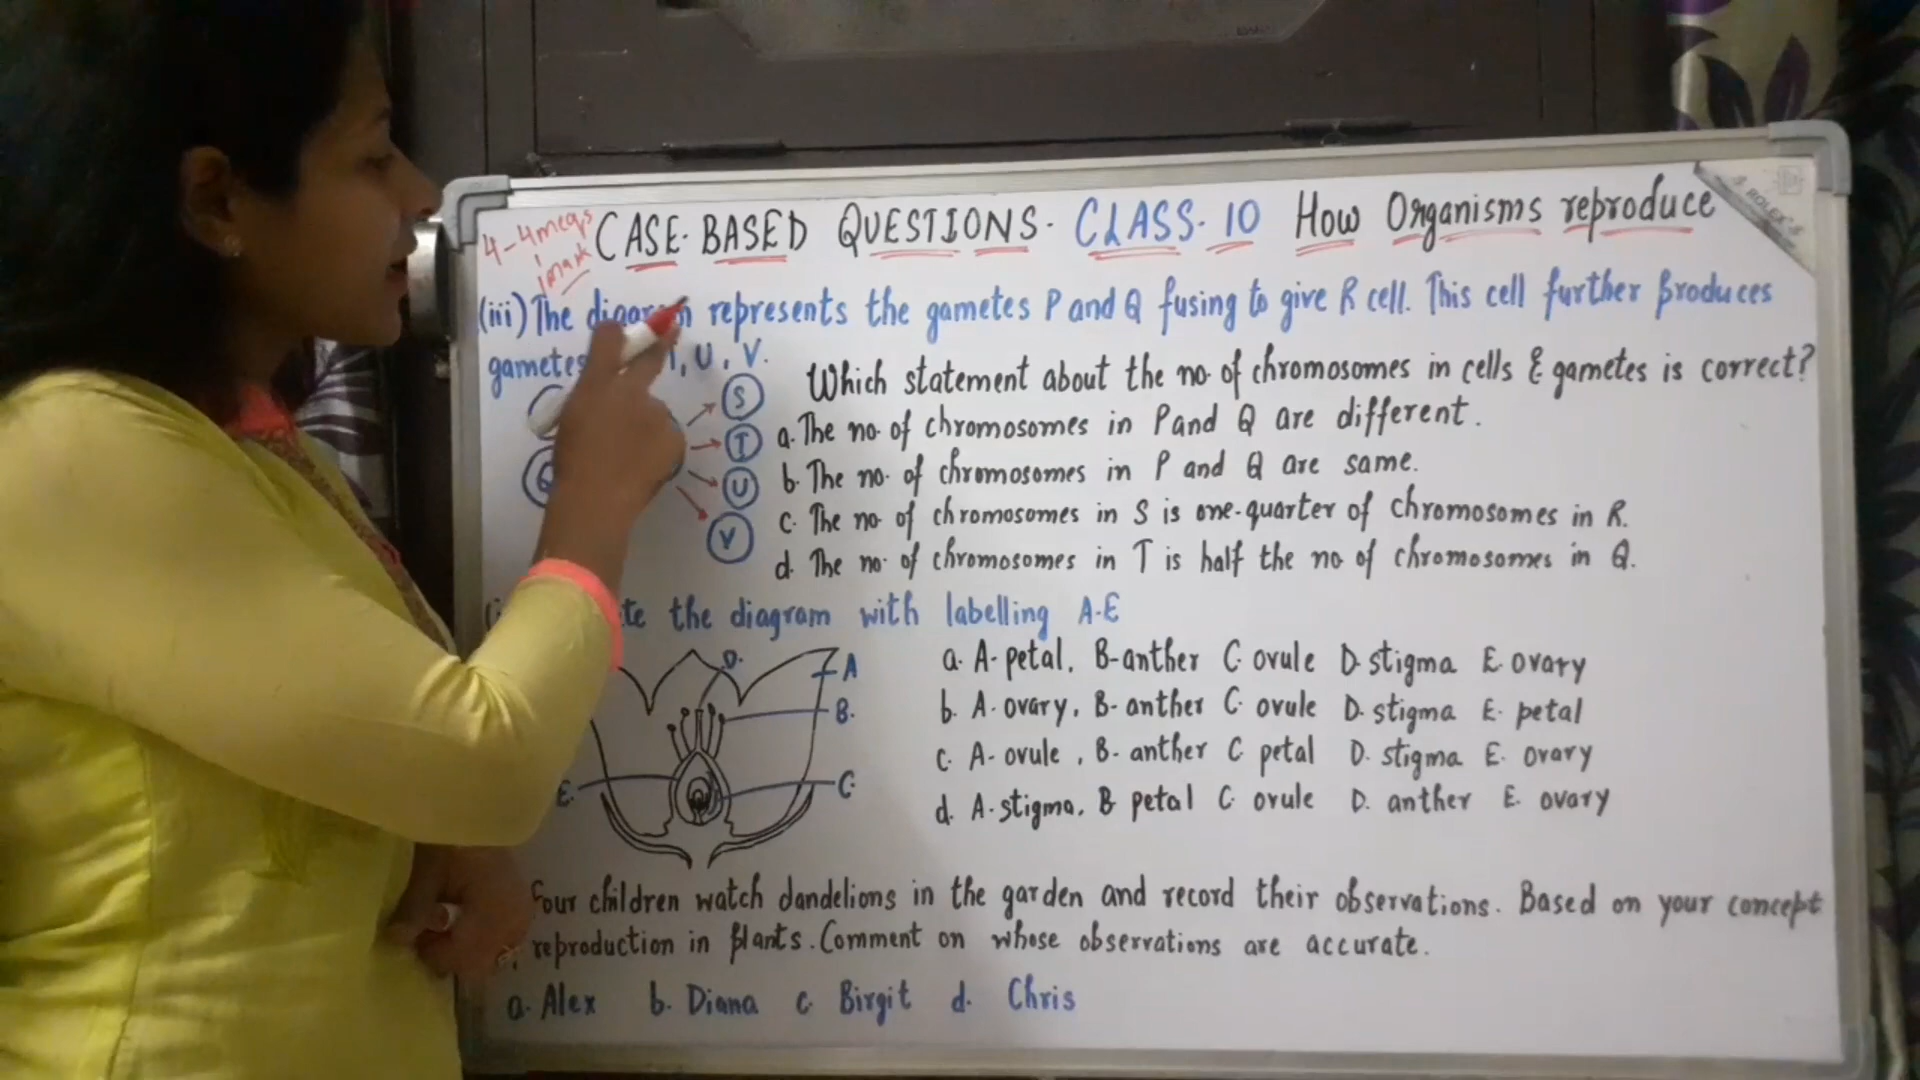 4-4mcqs
1mark
CASE-BASED QUESTIONS- CLASS-10 How Organisms reproduce
ROLEX'S
(iii) The diagram represents the gametes P and Q fusing to give R cell. This cell further produces
gametes T, U, V.
Which statement about the no. of chromosomes in cells & gametes is correct?
S
T
Q
U
V
a. The no. of chromosomes in P and Q are different.
b. The no. of chromosomes in P and Q are same.
c. The no of chromosomes in S is one-quarter of chromosomes in R.
d. The no. of chromosomes in T is half the no of chromosomes in Q.
the diagram with labelling A-E
D.
A
B.
C.
E.
a. A-petal, B-anther C-ovule D-stigma E. ovary
b. A-ovary, B-anther C-ovule D.stigma E. petal
c. A-ovule, B-anther C petal D. stigma E. ovary
d. A-stigma, B petal C ovule D. anther E. ovary
Four children watch dandelions in the garden and record their observations. Based on your concept
reproduction in plants. Comment on whose observations are accurate.
a. Alex b. Diana c. Birgit d. Chris